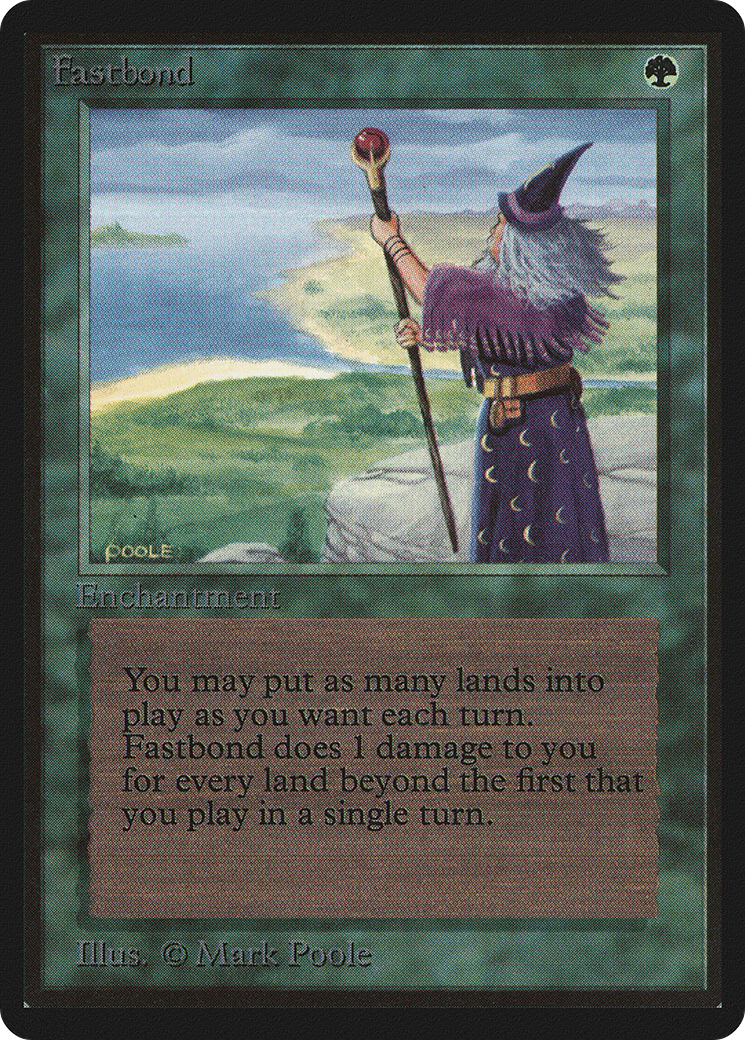 Fastbond
POOLE
Enchantment
You may put as many lands into
play as you want each turn.
Fastbond does 1 damage to you
for every land beyond the first that
you play in a single turn.
Illus. © Mark Poole